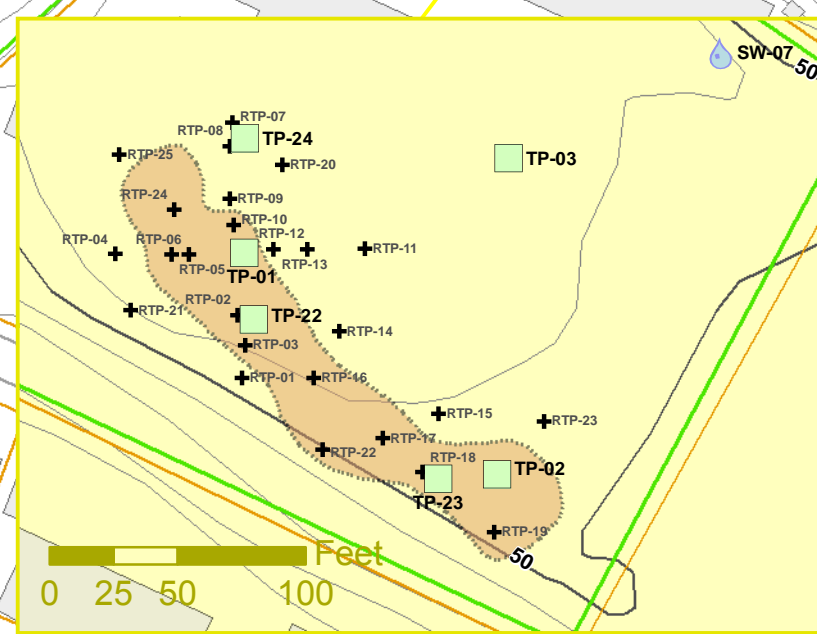 SW-07
50
RTP-07
RTP-08
TP-24
RTP-25
RTP-20
TP-03
RTP-24
RTP-09
RTP-10
RTP-04
RTP-06
RTP-12
RTP-11
RTP-05
TP-01
RTP-13
RTP-02
RTP-21
TP-22
RTP-14
RTP-03
RTP-01
RTP-16
RTP-15
RTP-23
RTP-17
RTP-22
RTP-18
TP-02
TP-23
RTP-19
50
Feet
0 25 50 100